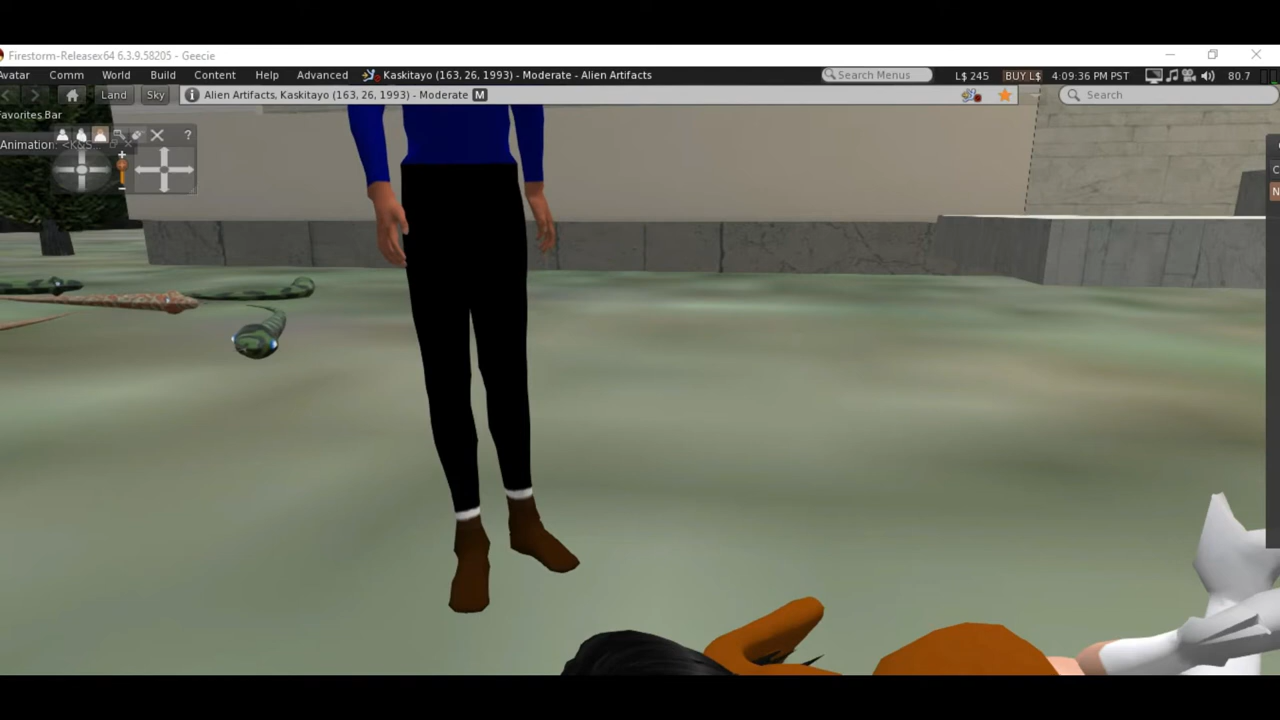 Firestorm-Releasex64 6.3.9.58205 - Geecie
Avatar Comm World Build Content Help Advanced Kaskitayo (163, 26, 1993) - Moderate - Alien Artifacts Search Menus L$ 245 BUY L$ 4:09:36 PM PST 80.7
Land Sky Alien Artifacts, Kaskitayo (163, 26, 1993) - Moderate M Search
avorites Bar
?
Animation:
C
N